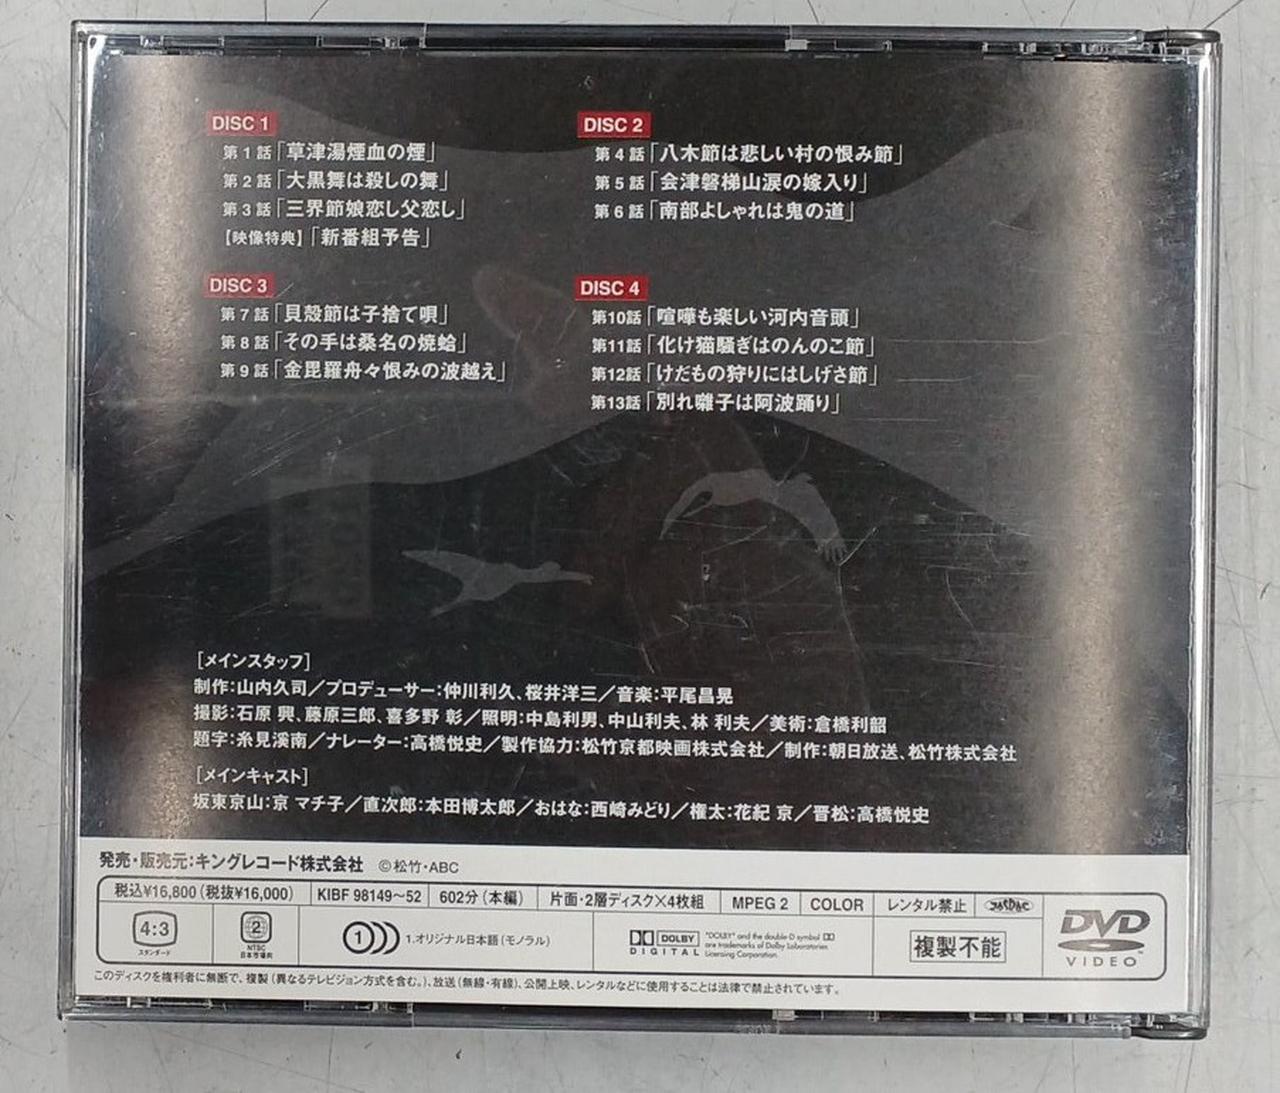 DISC 1
第1話「草津湯煙血の煙」
第2話「大黒舞は殺しの舞」
第3話「三界節娘恋し父恋し」
【映像特典】「新番組予告」
DISC 2
第4話「八木節は悲しい村の恨み節」
第5話「会津磐梯山涙の嫁入り」
第6話「南部よしゃれは鬼の道」
DISC 3
第7話「貝殻節は子捨て唄」
第8話「その手は桑名の焼蛤」
第9話「金毘羅舟々恨みの波越え」
DISC 4
第10話「喧嘩も楽しい河内音頭」
第11話「化け猫騒ぎはのんのこ節」
第12話「けだもの狩りにはしげさ節」
第13話「別れ囃子は阿波踊り」
[メインスタッフ]
制作:山内久司／プロデューサー:仲川利久、桜井洋三／音楽:平尾昌晃
撮影:石原 興、藤原三郎、喜多野 彰／照明:中島利男、中山利夫、林 利夫／美術:倉橋利韶
題字:糸見溪南／ナレーター:高橋悦史／製作協力:松竹京都映画株式会社／制作:朝日放送、松竹株式会社
[メインキャスト]
坂東京山:京 マチ子／直次郎:本田博太郎／おはな:西崎みどり／権太:花紀 京／晋松:高橋悦史
発売・販売元:キングレコード株式会社 ©松竹・ABC
税込¥16,800(税抜¥16,000) KIBF 98149〜52 602分(本編) 片面・2層ディスク×4枚組 MPEG 2 COLOR レンタル禁止
4:3
スタンダード
2
NTSC
日本市場向
1 1.オリジナル日本語(モノラル)
DOLBY
DIGITAL
"DOLBY" and the double-D symbol
are trademarks of Dolby Laboratories
Licensing Corporation.
複製不能
DVD
VIDEO™
このディスクを権利者に無断で、複製(異なるテレビジョン方式を含む。)、放送(無線・有線)、公開上映、レンタルなどに使用することは法律で禁止されています。